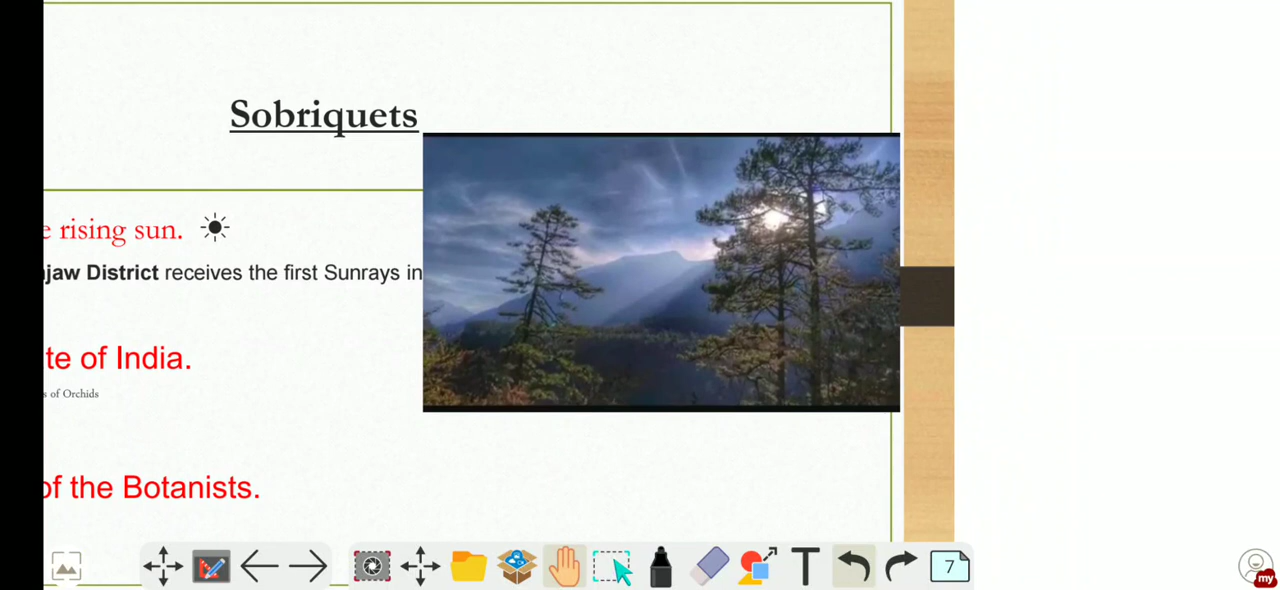 Sobriquets
e rising sun.
jaw District receives the first Sunrays in
te of India.
s of Orchids
of the Botanists.
T
7
my